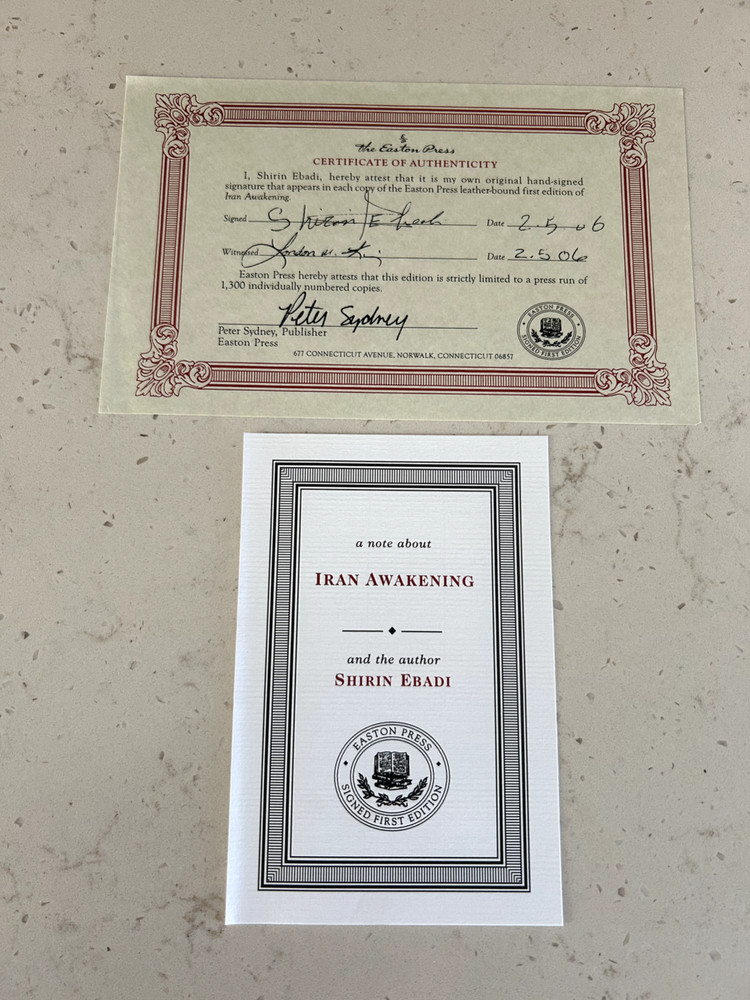 The Easton Press
CERTIFICATE OF AUTHENTICITY
I, Shirin Ebadi, hereby attest that it is my own original hand-signed
signature that appears in each copy of the Easton Press leather-bound first edition of
Iran Awakening.
Signed Shirin Ebadi Date 2.5.06
Witnessed Date 2.5.06
Easton Press hereby attests that this edition is strictly limited to a press run of
1,300 individually numbered copies.
Peter Sydney
Peter Sydney, Publisher
Easton Press
677 CONNECTICUT AVENUE, NORWALK, CONNECTICUT 06857
EASTON PRESS
SIGNED FIRST EDITION
a note about
IRAN AWAKENING
and the author
SHIRIN EBADI
EASTON PRESS
SIGNED FIRST EDITION